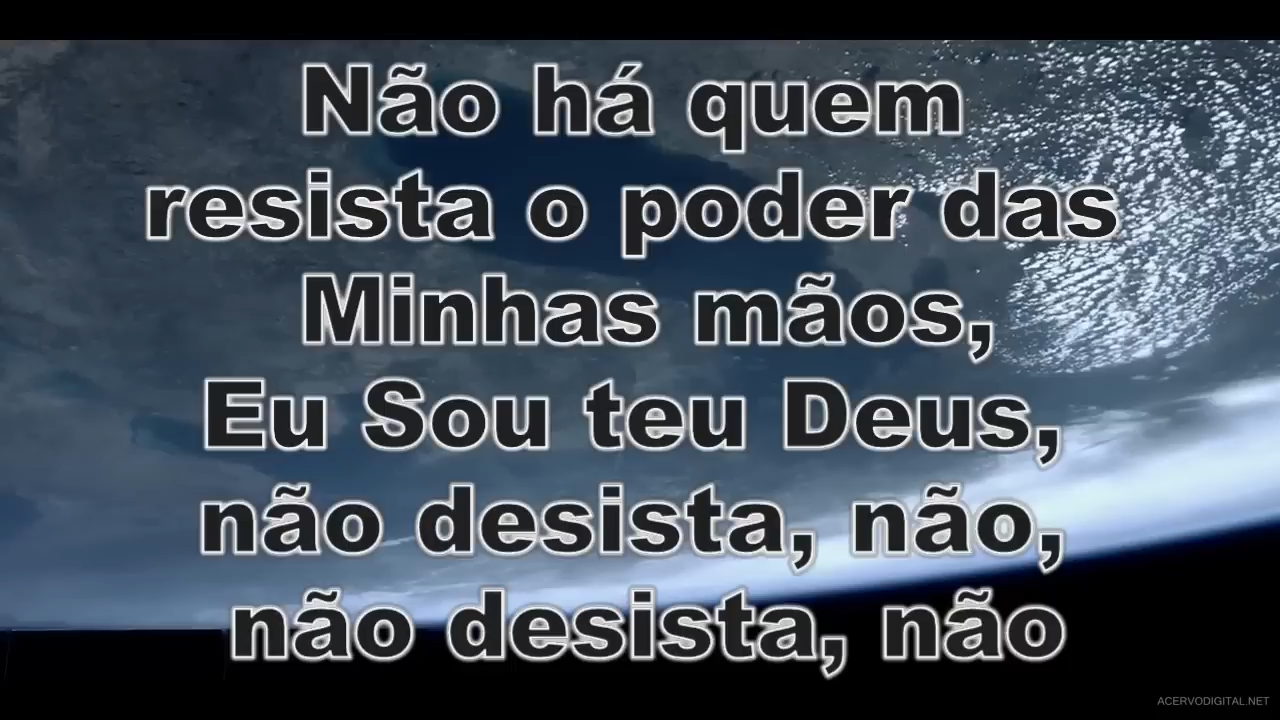 Não há quem
resista o poder das
Minhas mãos,
Eu Sou teu Deus,
não desista, não,
não desista, não
ACERVODIGITAL.NET